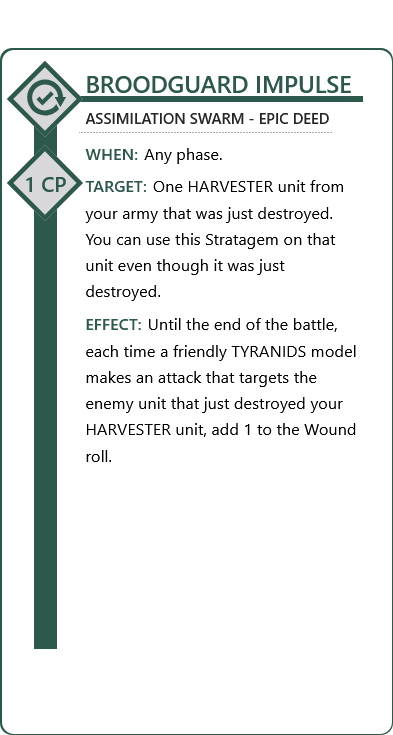 BROODGUARD IMPULSE
ASSIMILATION SWARM - EPIC DEED
WHEN: Any phase.
1 CP
TARGET: One HARVESTER unit from
your army that was just destroyed.
You can use this Stratagem on that
unit even though it was just
destroyed.
EFFECT: Until the end of the battle,
each time a friendly TYRANIDS model
makes an attack that targets the
enemy unit that just destroyed your
HARVESTER unit, add 1 to the Wound
roll.